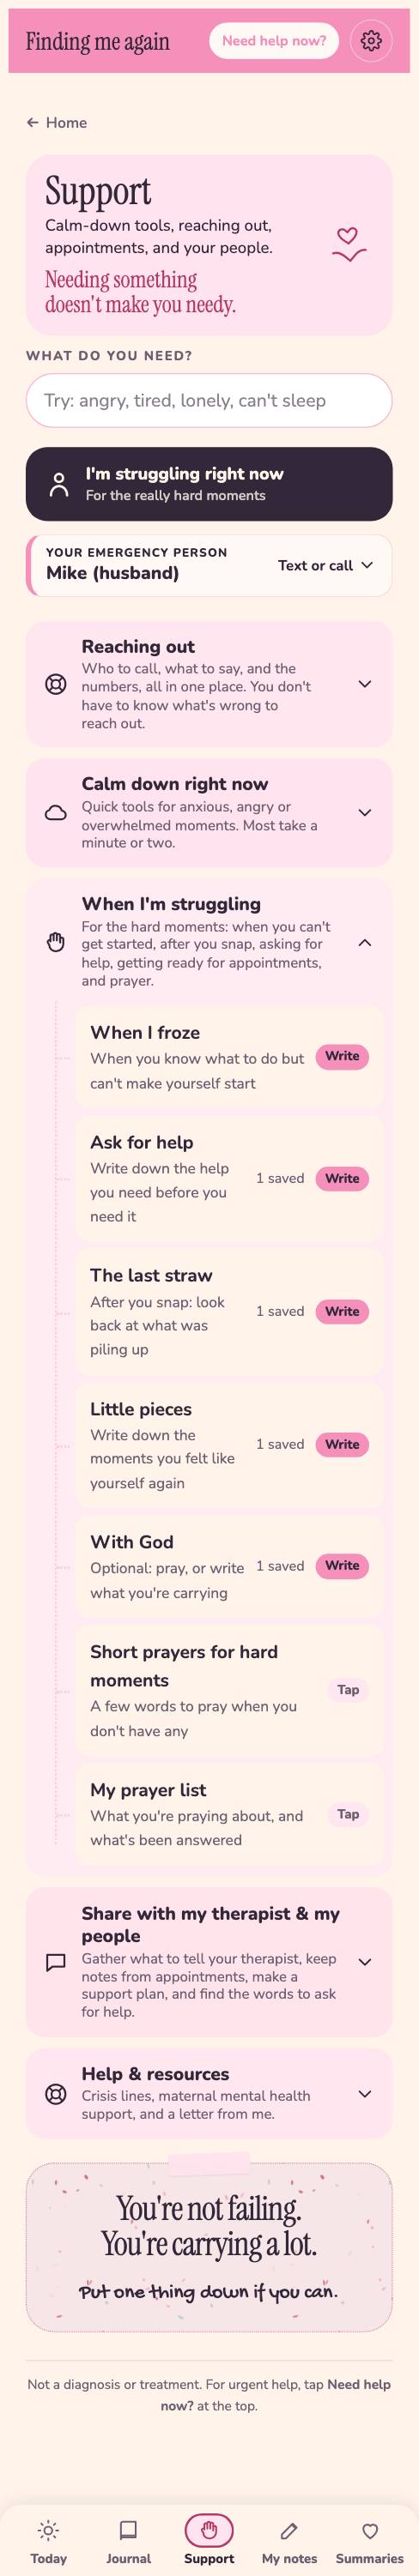 Finding me again
Need help now?
← Home
Support
Calm-down tools, reaching out,
appointments, and your people.
Needing something
doesn't make you needy.
WHAT DO YOU NEED?
Try: angry, tired, lonely, can't sleep
I'm struggling right now
For the really hard moments
YOUR EMERGENCY PERSON
Mike (husband)
Text or call
Reaching out
Who to call, what to say, and the
numbers, all in one place. You don't
have to know what's wrong to
reach out.
Calm down right now
Quick tools for anxious, angry or
overwhelmed moments. Most take a
minute or two.
When I'm struggling
For the hard moments: when you can't
get started, after you snap, asking for
help, getting ready for appointments,
and prayer.
When I froze
When you know what to do but
can't make yourself start
Write
Ask for help
Write down the help
you need before you
need it
1 saved
Write
The last straw
After you snap: look
back at what was
piling up
1 saved
Write
Little pieces
Write down the
moments you felt like
yourself again
1 saved
Write
With God
Optional: pray, or write
what you're carrying
1 saved
Write
Short prayers for hard
moments
A few words to pray when you
don't have any
Tap
My prayer list
What you're praying about, and
what's been answered
Tap
Share with my therapist & my
people
Gather what to tell your therapist, keep
notes from appointments, make a
support plan, and find the words to ask
for help.
Help & resources
Crisis lines, maternal mental health
support, and a letter from me.
You're not failing.
You're carrying a lot.
Put one thing down if you can.
Not a diagnosis or treatment. For urgent help, tap Need help
now? at the top.
Today
Journal
Support
My notes
Summaries